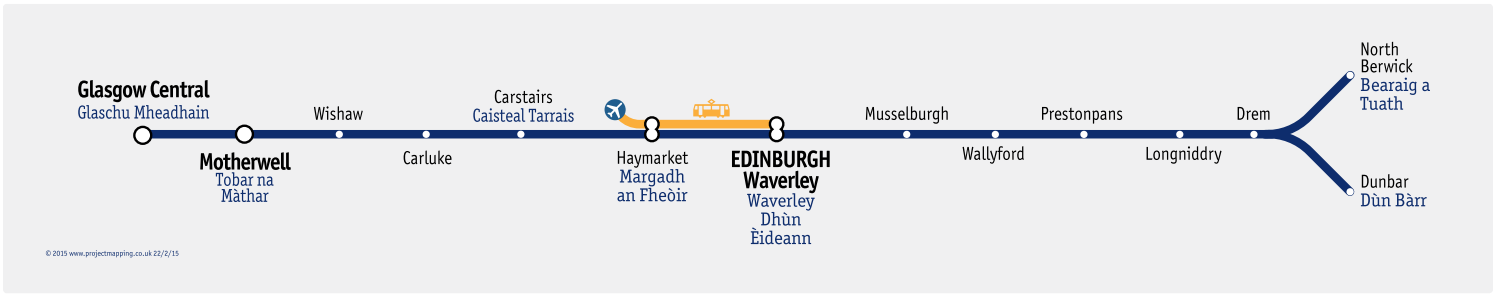 Glasgow Central
Glaschu Mheadhain
Motherwell
Tobar na
Màthar
Wishaw
Carluke
Carstairs
Caisteal Tarrais
Haymarket
Margadh
an Fheòir
EDINBURGH
Waverley
Waverley
Dhùn
Èideann
Musselburgh
Wallyford
Prestonpans
Longniddry
Drem
North
Berwick
Bearaig a
Tuath
Dunbar
Dùn Bàrr
© 2015 www.projectmapping.co.uk 22/2/15